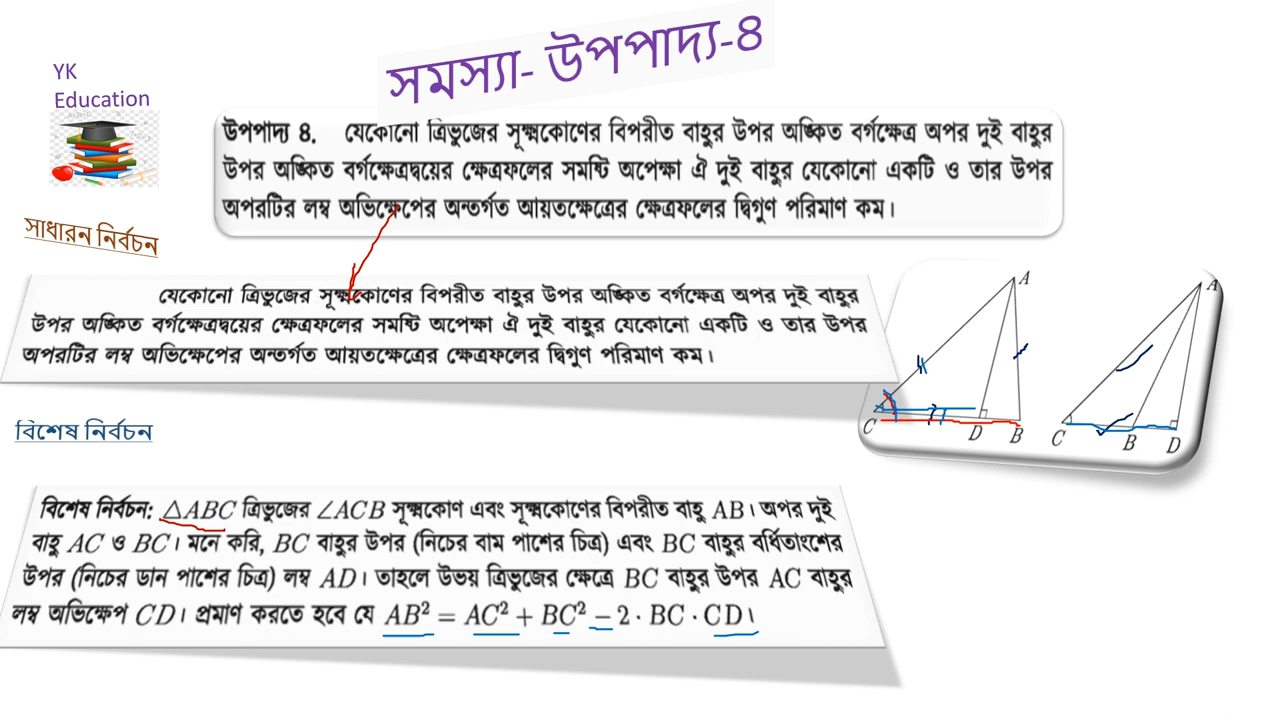 সমস্যা- উপপাদ্য-৪
YK
Education
উপপাদ্য ৪. যেকোনো ত্রিভুজের সূক্ষ্মকোণের বিপরীত বাহুর উপর অঙ্কিত বর্গক্ষেত্র অপর দুই বাহুর
উপর অঙ্কিত বর্গক্ষেত্রদ্বয়ের ক্ষেত্রফলের সমষ্টি অপেক্ষা ঐ দুই বাহুর যেকোনো একটি ও তার উপর
অপরটির লম্ব অভিক্ষেপের অন্তর্গত আয়তক্ষেত্রের ক্ষেত্রফলের দ্বিগুণ পরিমাণ কম।
সাধারন নির্বচন
যেকোনো ত্রিভুজের সূক্ষ্মকোণের বিপরীত বাহুর উপর অঙ্কিত বর্গক্ষেত্র অপর দুই বাহুর
উপর অঙ্কিত বর্গক্ষেত্রদ্বয়ের ক্ষেত্রফলের সমষ্টি অপেক্ষা ঐ দুই বাহুর যেকোনো একটি ও তার উপর
অপরটির লম্ব অভিক্ষেপের অন্তর্গত আয়তক্ষেত্রের ক্ষেত্রফলের দ্বিগুণ পরিমাণ কম।
A
A
C
D
B
C
B
D
বিশেষ নির্বচন
বিশেষ নির্বচন: △ABC ত্রিভুজের ∠ACB সূক্ষ্মকোণ এবং সূক্ষ্মকোণের বিপরীত বাহু AB। অপর দুই
বাহু AC ও BC। মনে করি, BC বাহুর উপর (নিচের বাম পাশের চিত্র) এবং BC বাহুর বর্ধিতাংশের
উপর (নিচের ডান পাশের চিত্র) লম্ব AD। তাহলে উভয় ত্রিভুজের ক্ষেত্রে BC বাহুর উপর AC বাহুর
লম্ব অভিক্ষেপ CD। প্রমাণ করতে হবে যে AB² = AC² + BC² − 2 · BC · CD।